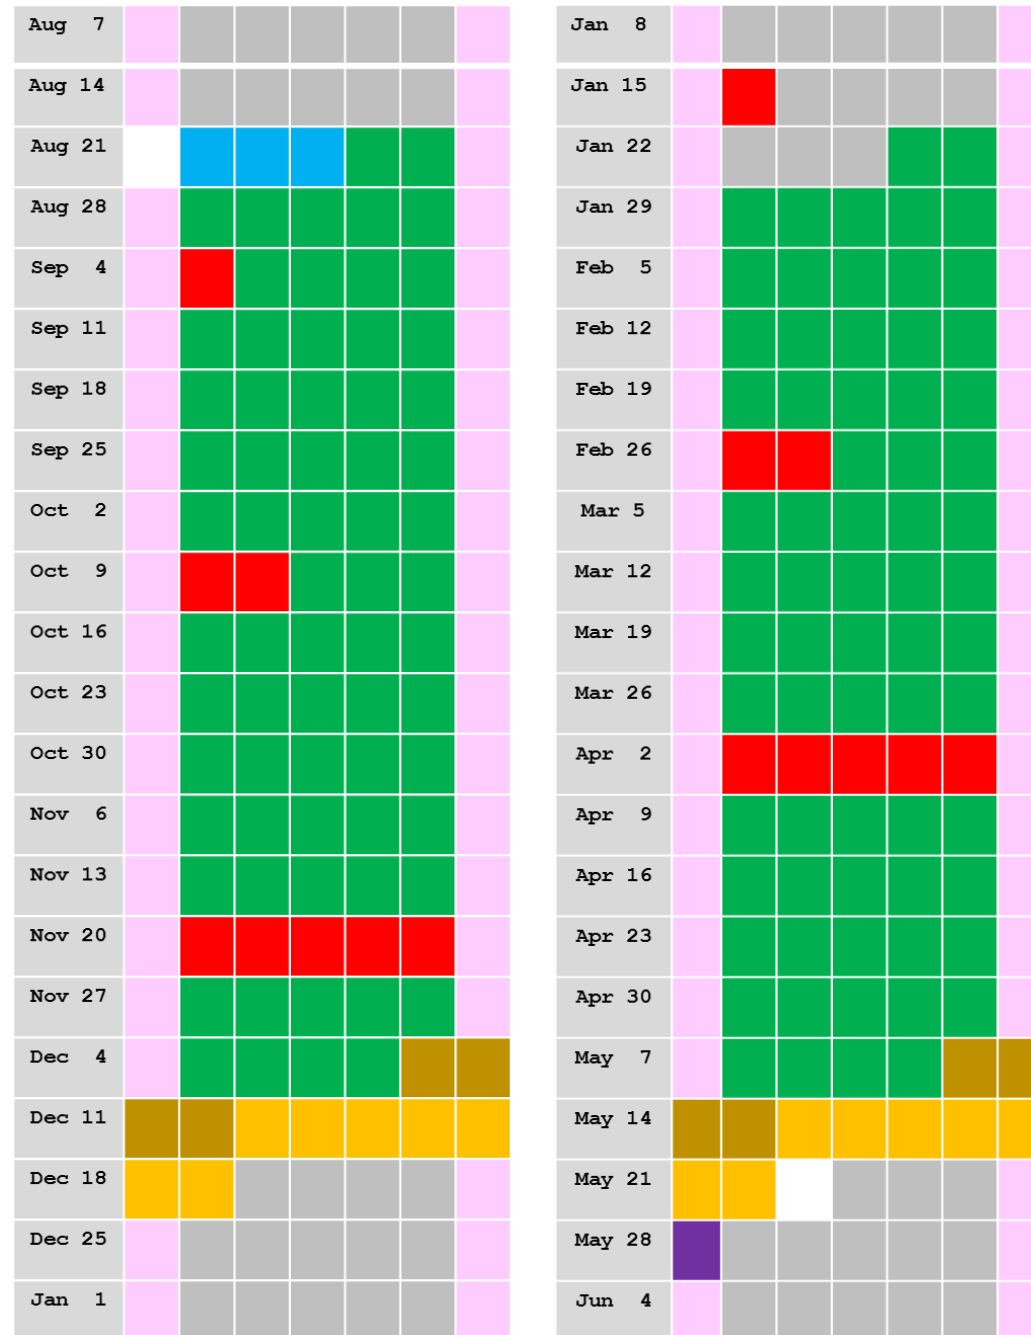 Aug 7
Aug 14
Aug 21
Aug 28
Sep 4
Sep 11
Sep 18
Sep 25
Oct 2
Oct 9
Oct 16
Oct 23
Oct 30
Nov 6
Nov 13
Nov 20
Nov 27
Dec 4
Dec 11
Dec 18
Dec 25
Jan 1
Jan 8
Jan 15
Jan 22
Jan 29
Feb 5
Feb 12
Feb 19
Feb 26
Mar 5
Mar 12
Mar 19
Mar 26
Apr 2
Apr 9
Apr 16
Apr 23
Apr 30
May 7
May 14
May 21
May 28
Jun 4